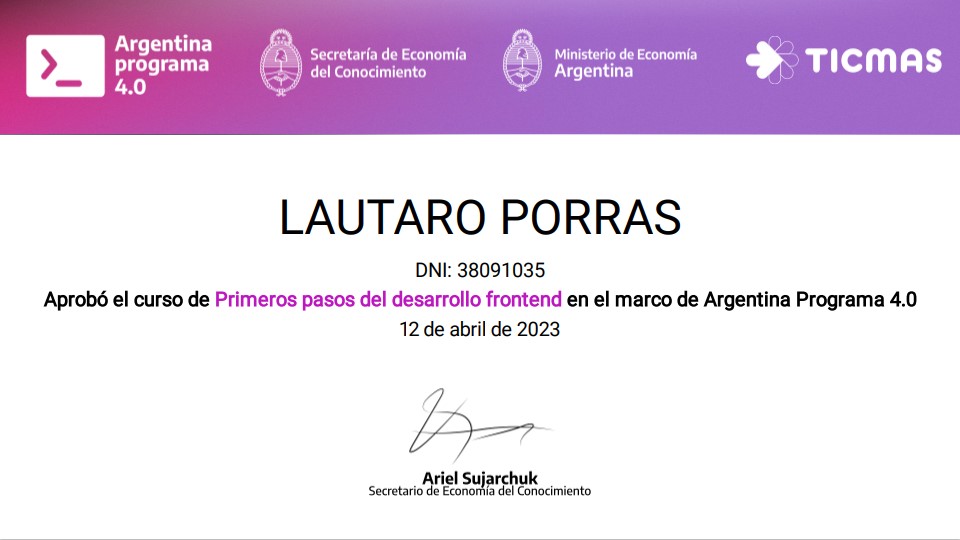 Argentina
programa
4.0
Secretaría de Economía
del Conocimiento
Ministerio de Economía
Argentina
TICMAS
LAUTARO PORRAS
DNI: 38091035
Aprobó el curso de Primeros pasos del desarrollo frontend en el marco de Argentina Programa 4.0
12 de abril de 2023
Ariel Sujarchuk
Secretario de Economía del Conocimiento